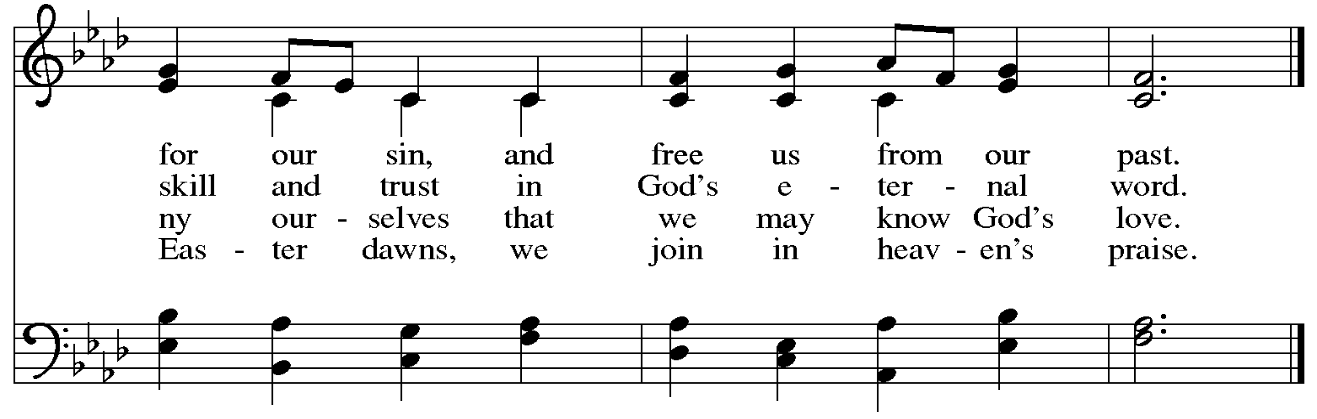 for our sin, and free us from our past.
skill and trust in God's e - ter - nal word.
ny our - selves that we may know God's love.
Eas - ter dawns, we join in heav - en's praise.